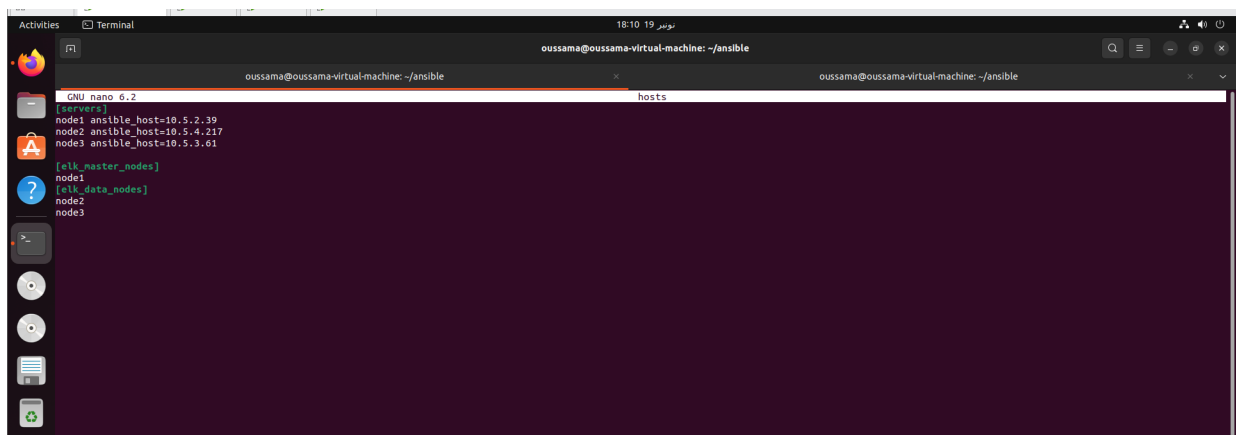 Activities Terminal 18:10 19 نونبر
oussama@oussama-virtual-machine: ~/ansible
oussama@oussama-virtual-machine: ~/ansible × oussama@oussama-virtual-machine: ~/ansible ×
GNU nano 6.2 hosts
[servers]
node1 ansible_host=10.5.2.39
node2 ansible_host=10.5.4.217
node3 ansible_host=10.5.3.61
[elk_master_nodes]
node1
[elk_data_nodes]
node2
node3